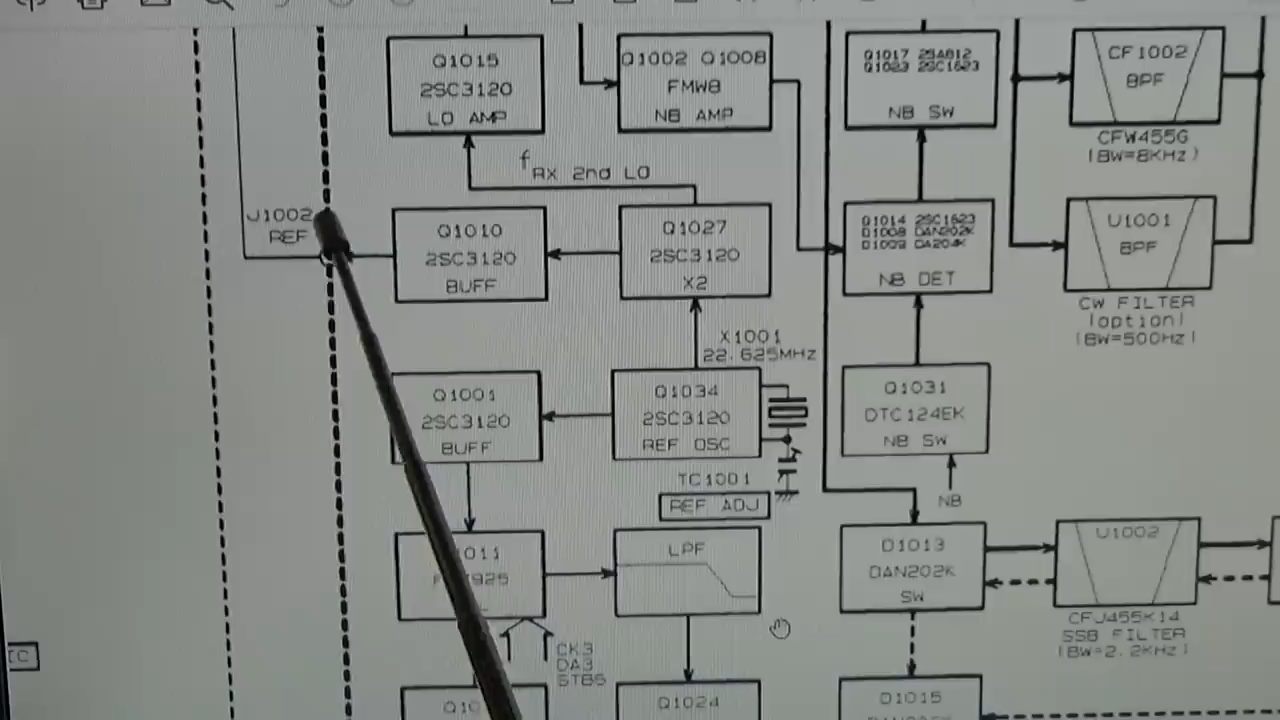 Q1015
2SC3120
LO AMP
Q1002 Q1008
FMW8
NB AMP
Q1017 2SA812
Q1023 2SC1623
NB SW
CF1002
BPF
CFW455G
(BW=8KHz)
fRX 2nd LO
J1002
REF
Q1010
2SC3120
BUFF
Q1027
2SC3120
X2
Q1014 2SC1623
D1008 DAN202K
D1009 DA204K
NB DET
U1001
BPF
CW FILTER
(option)
(BW=500Hz)
X1001
22.625MHz
Q1001
2SC3120
BUFF
Q1034
2SC3120
REF OSC
Q1031
DTC124EK
NB SW
TC1001
REF ADJ
NB
LPF
D1013
DAN202K
SW
U1002
CFJ455K14
SSB FILTER
(BW=2.2KHz)
CK3
DA3
STB5
Q1024
D1015